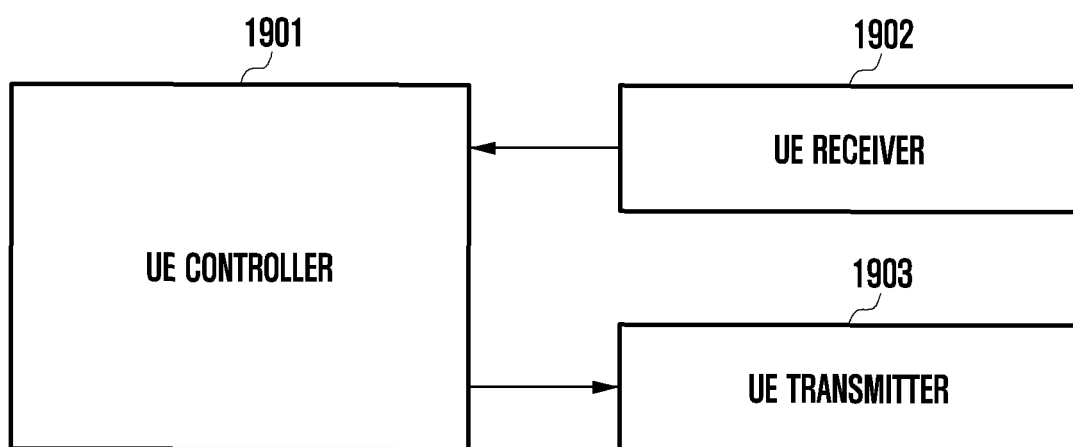 1901
1902
UE RECEIVER
UE CONTROLLER
1903
UE TRANSMITTER